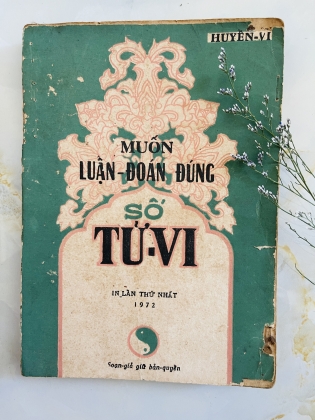 HUYỀN-VI
MUỐN
LUẬN-ĐOÁN ĐÚNG
SỐ
TỬ-VI
IN LẦN THỨ NHẤT
1972
Soạn-giả giữ bản-quyền